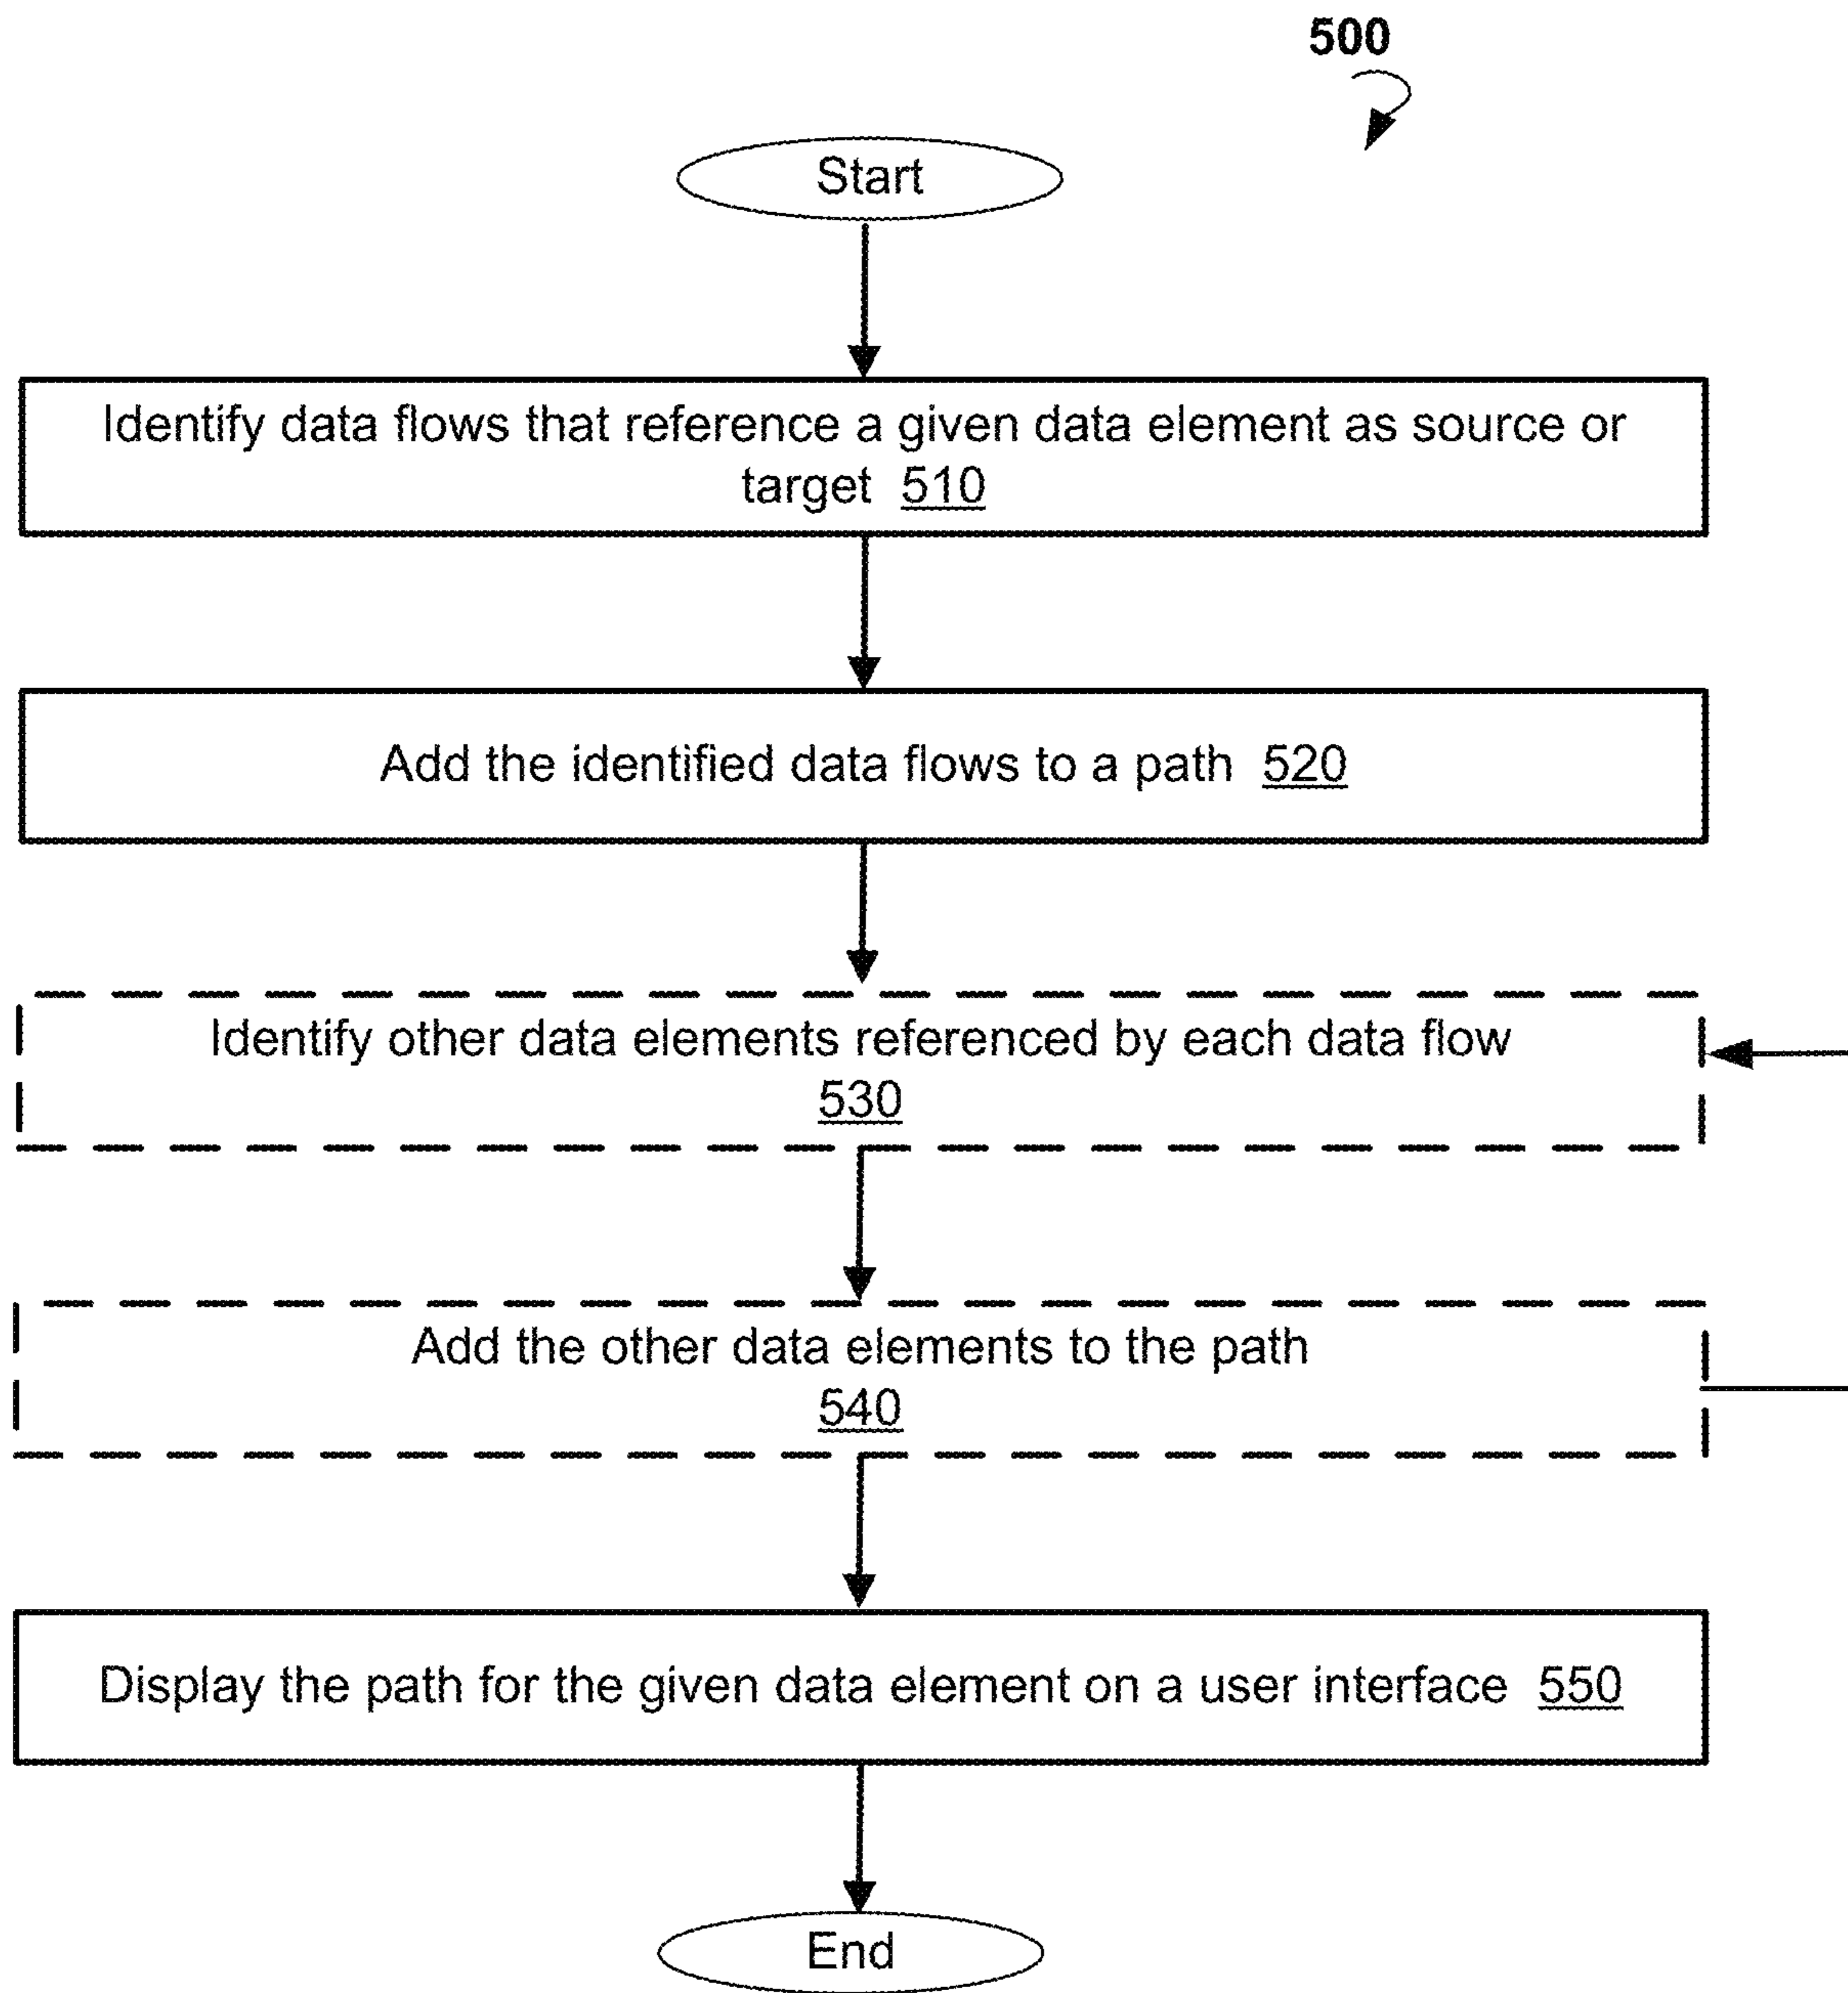 500
Start
Identify data flows that reference a given data element as source or
target 510
Add the identified data flows to a path 520
Identify other data elements referenced by each data flow
530
Add the other data elements to the path
540
Display the path for the given data element on a user interface 550
End